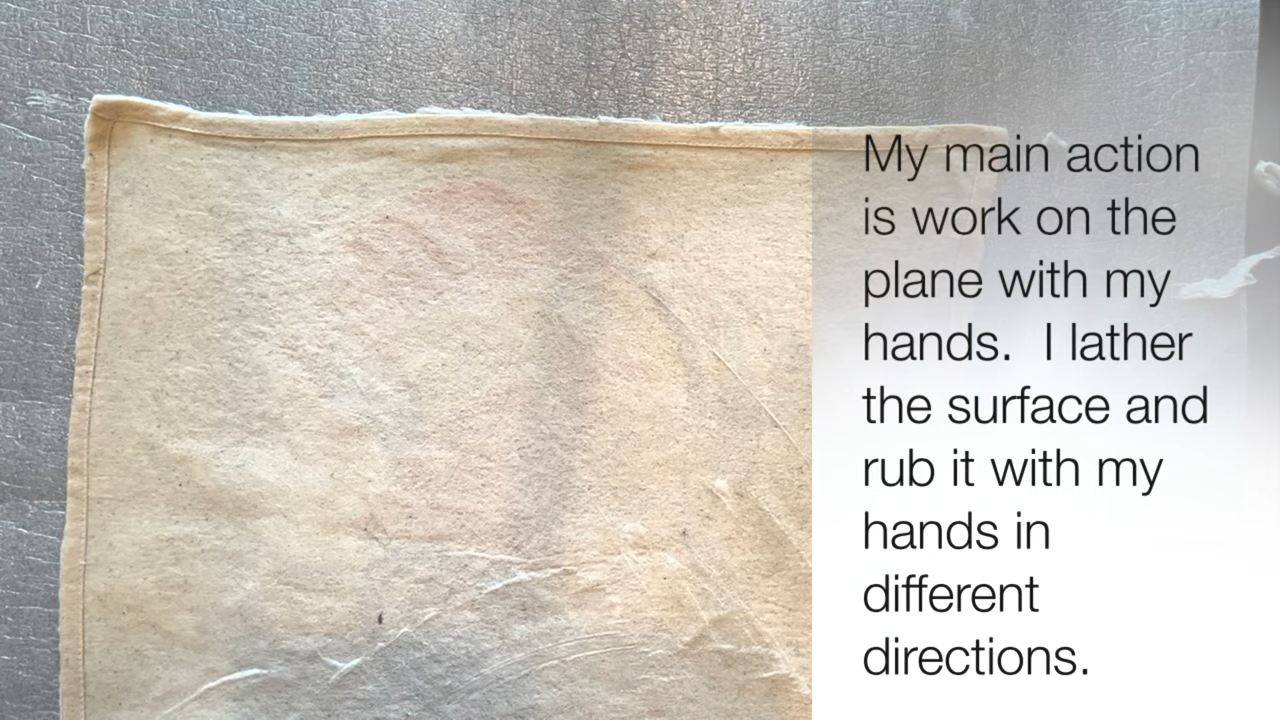 My main action
is work on the
plane with my
hands.  I lather
the surface and
rub it with my
hands in
different
directions.